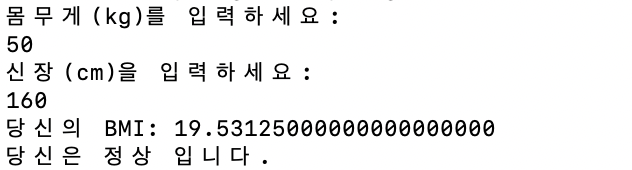 몸무게(kg)를 입력하세요:
50
신장(cm)을 입력하세요:
160
당신의 BMI: 19.53125000000000000000
당신은 정상 입니다.